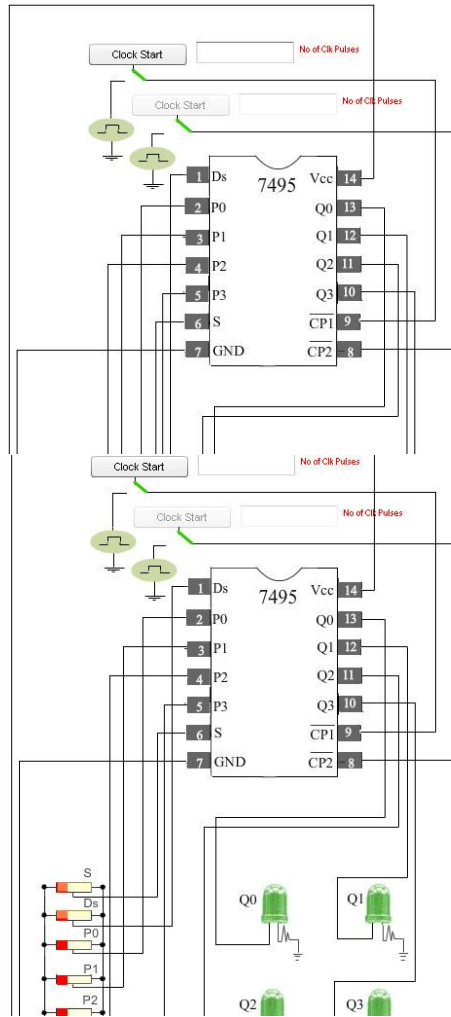 Clock Start No of Clk Pulses
Clock Start No of Clk Pulses
1 Ds 7495 Vcc 14
2 P0 Q0 13
3 P1 Q1 12
4 P2 Q2 11
5 P3 Q3 10
6 S CP1 9
7 GND CP2 8
Clock Start No of Clk Pulses
Clock Start No of Clk Pulses
1 Ds 7495 Vcc 14
2 P0 Q0 13
3 P1 Q1 12
4 P2 Q2 11
5 P3 Q3 10
6 S CP1 9
7 GND CP2 8
S
Ds Q0 Q1
P0
P1
P2 Q2 Q3